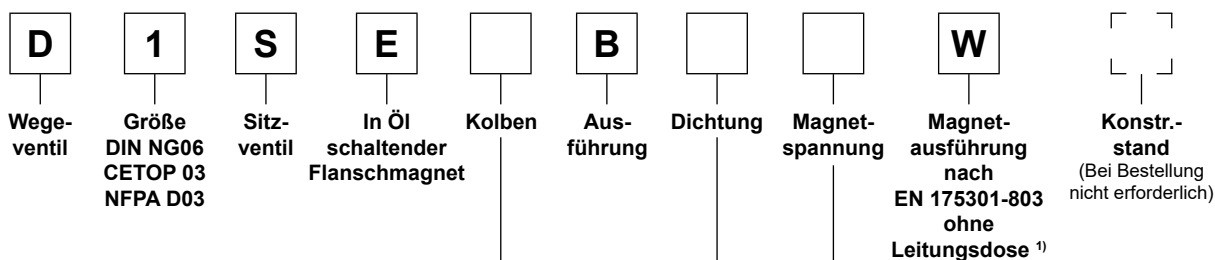 D 1 S E B W
Wege-
ventil
Größe
DIN NG06
CETOP 03
NFPA D03
Sitz-
ventil
In Öl
schaltender
Flanschmagnet
Kolben
Aus-
führung
Dichtung
Magnet-
spannung
Magnet-
ausführung
nach
EN 175301-803
ohne
Leitungsdose 1)
Konstr.-
stand
(Bei Bestellung
nicht erforderlich)